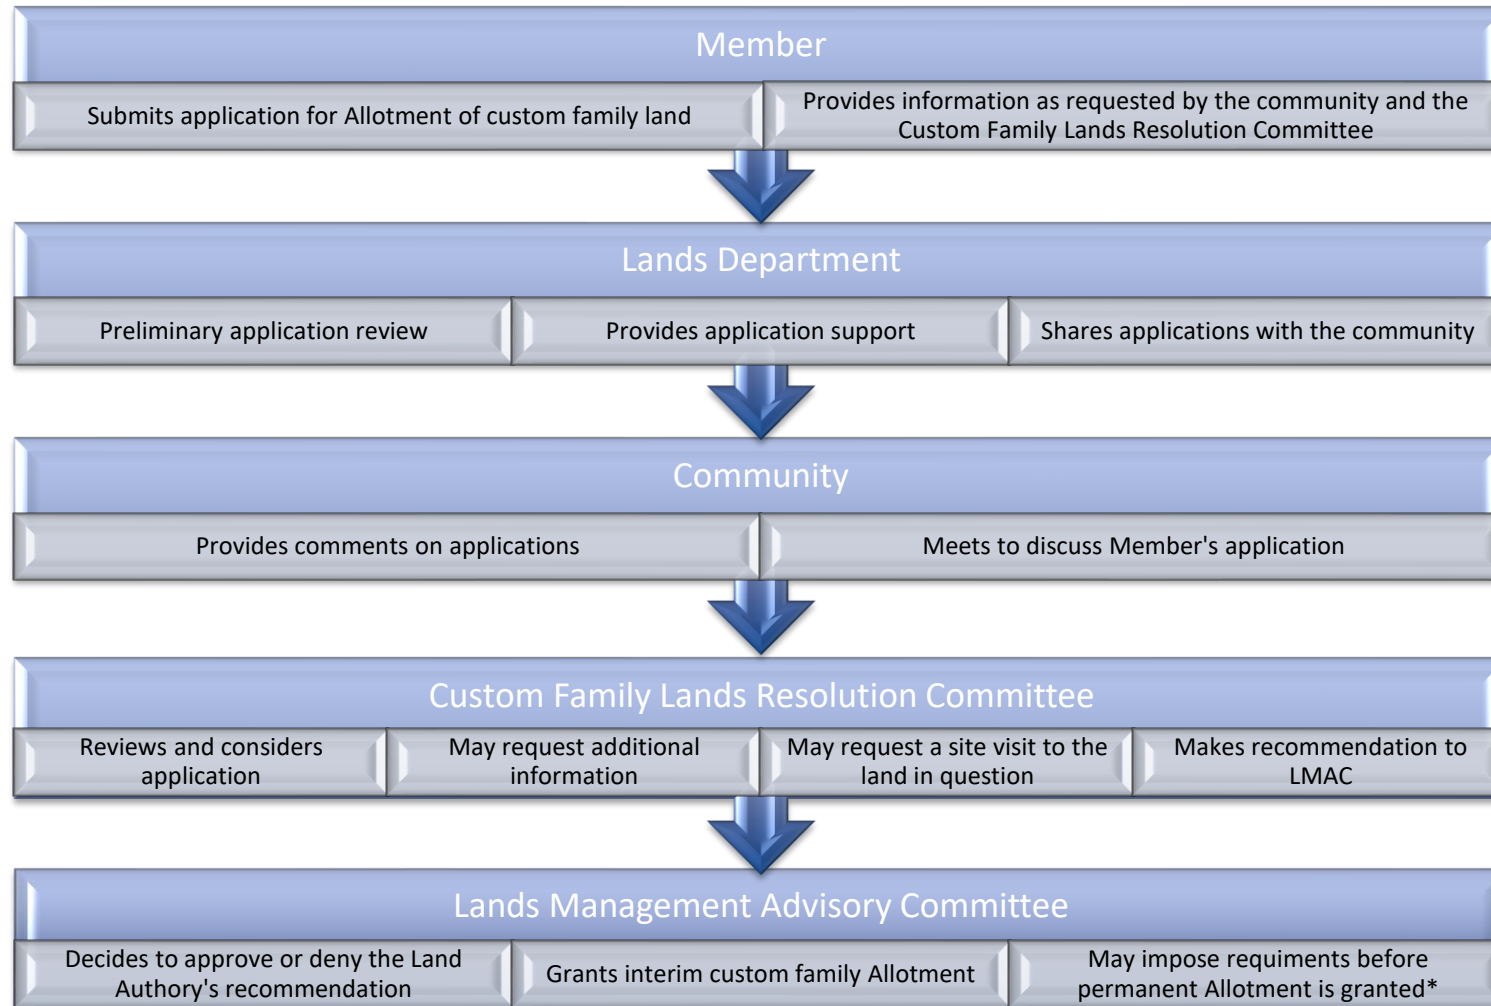 Member
Submits application for Allotment of custom family land
Provides information as requested by the community and the
Custom Family Lands Resolution Committee
Lands Department
Preliminary application review
Provides application support
Shares applications with the community
Community
Provides comments on applications
Meets to discuss Member's application
Custom Family Lands Resolution Committee
Reviews and considers
application
May request additional
information
May request a site visit to the
land in question
Makes recommendation to
LMAC
Lands Management Advisory Committee
Decides to approve or deny the Land
Authory's recommendation
Grants interim custom family Allotment
May impose requiments before
permanent Allotment is granted*